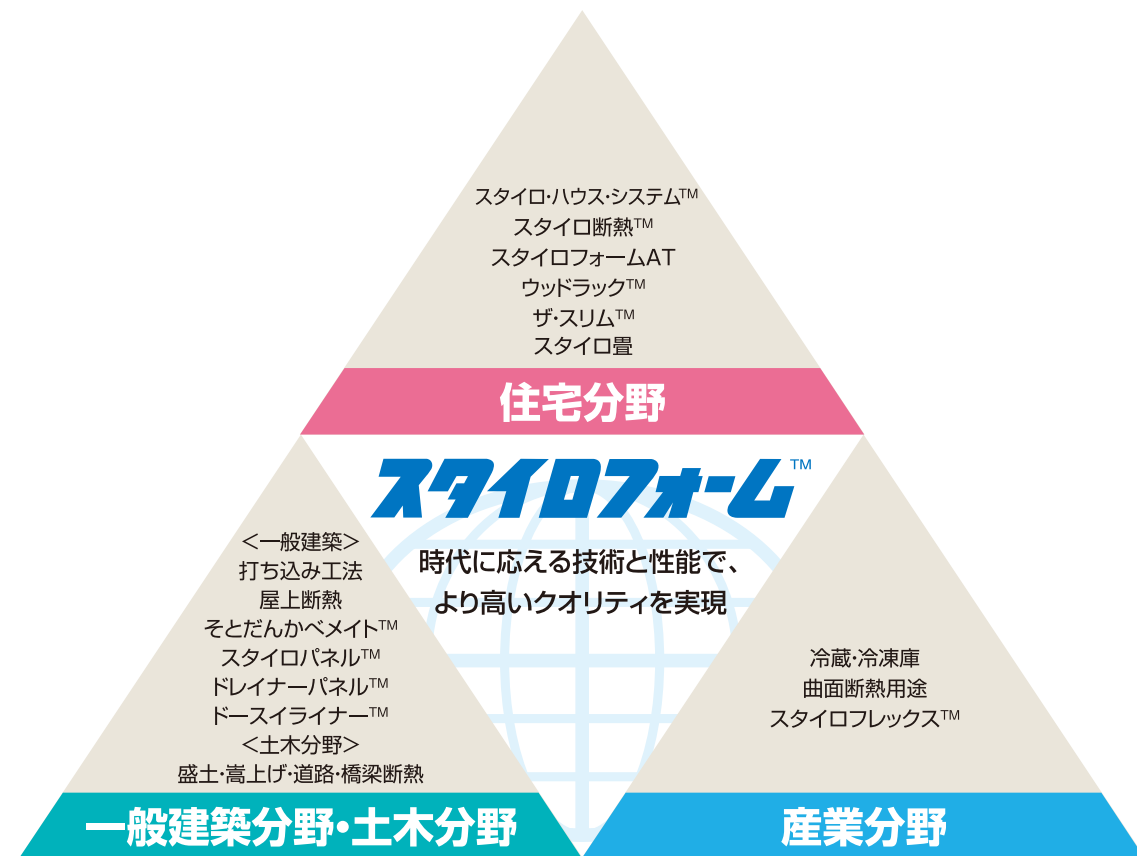 スタイロ・ハウス・システム™
スタイロ断熱™
スタイロフォームAT
ウッドラック™
ザ・スリム™
スタイロ畳
住宅分野
スタイロフォーム™
時代に応える技術と性能で、
より高いクオリティを実現
＜一般建築＞
打ち込み工法
屋上断熱
そとだんかべメイト™
スタイロパネル™
ドレイナーパネル™
ドースイライナー™
＜土木分野＞
盛土・嵩上げ・道路・橋梁断熱
一般建築分野・土木分野
冷蔵・冷凍庫
曲面断熱用途
スタイロフレックス™
産業分野